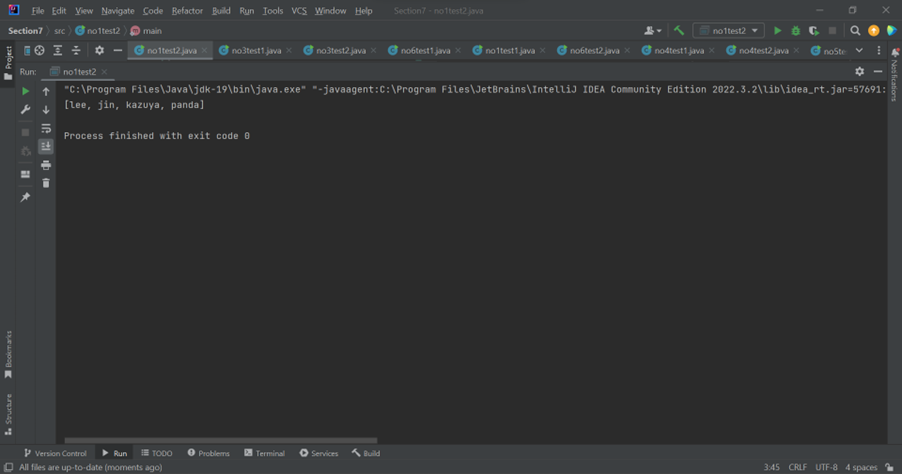 File Edit View Navigate Code Refactor Build Run Tools VCS Window Help Section7 - no1test2.java
Section7 src no1test2 main no1test2
Project no1test2.java no3test1.java no3test2.java no6test1.java no1test1.java no6test2.java no4test1.java no4test2.java no5te
Notifications
Run: no1test2
"C:\Program Files\Java\jdk-19\bin\java.exe" "-javaagent:C:\Program Files\JetBrains\IntelliJ IDEA Community Edition 2022.3.2\lib\idea_rt.jar=57691:
[lee, jin, kazuya, panda]
Process finished with exit code 0
Bookmarks
Structure
Version Control Run TODO Problems Terminal Services Build
All files are up-to-date (moments ago) 3:45 CRLF UTF-8 4 spaces